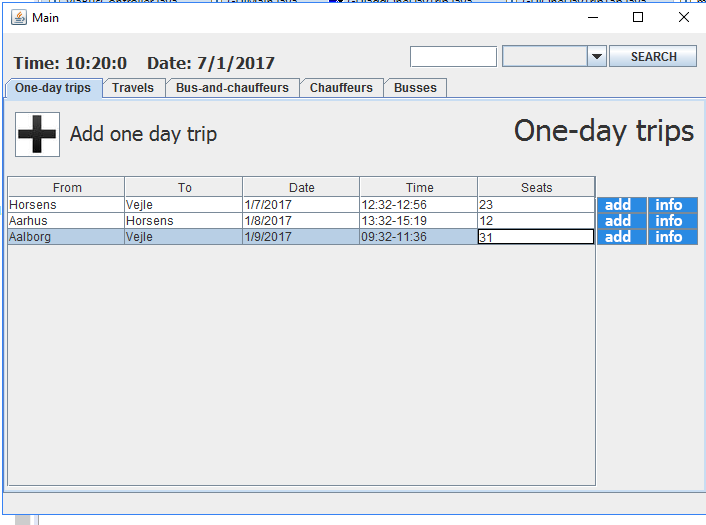 Main
Time: 10:20:0 Date: 7/1/2017 SEARCH
One-day trips Travels Bus-and-chauffeurs Chauffeurs Busses
Add one day trip One-day trips
From To Date Time Seats
Horsens Vejle 1/7/2017 12:32-12:56 23 add info
Aarhus Horsens 1/8/2017 13:32-15:19 12 add info
Aalborg Vejle 1/9/2017 09:32-11:36 31 add info